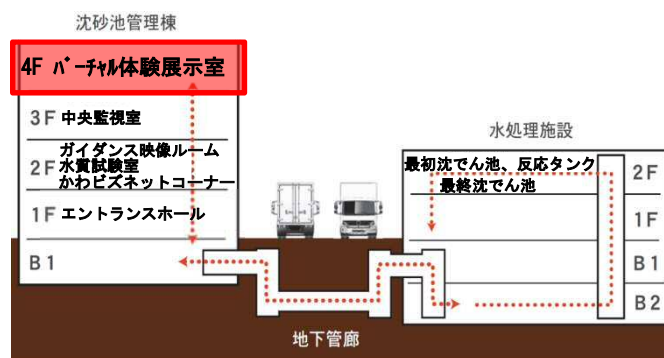 沈砂池管理棟
4F バーチャル体験展示室
3F 中央監視室
ガイダンス映像ルーム
2F 水質試験室
かわビズネットコーナー
1F エントランスホール
B1
水処理施設
最初沈でん池、反応タンク
最終沈でん池
2F
1F
B1
B2
地下管廊